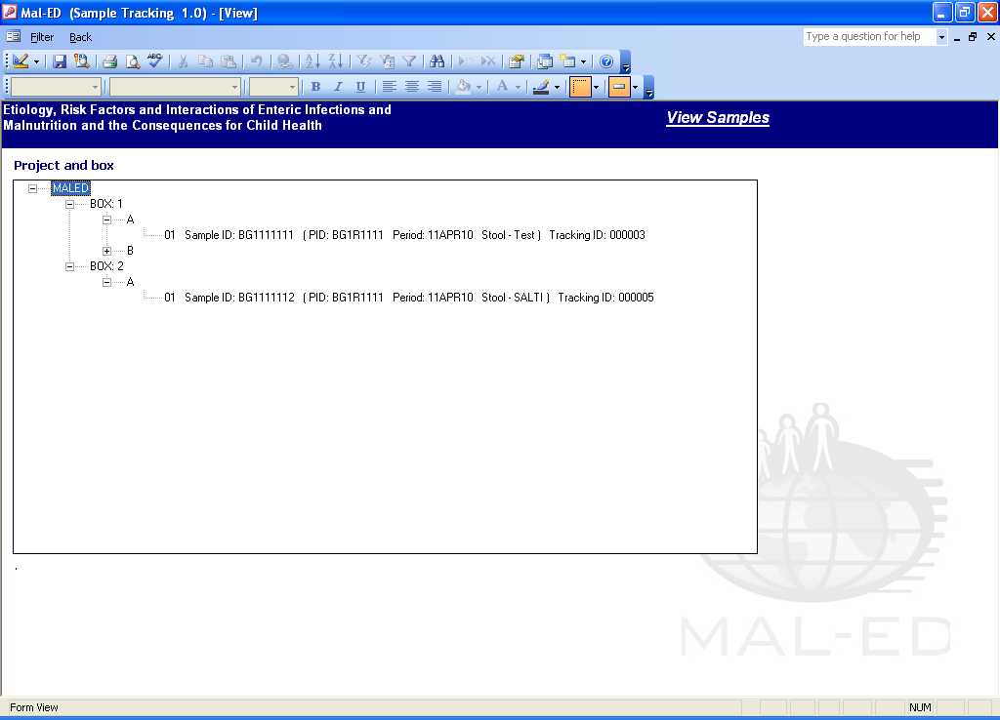 Mal-ED (Sample Tracking 1.0) - [View]
Filter Back Type a question for help
ABC
A Z Z A
B I U A
Etiology, Risk Factors and Interactions of Enteric Infections and
Malnutrition and the Consequences for Child Health
View Samples
Project and box
MALED
BOX: 1
A
01 Sample ID: BG1111111 ( PID: BG1R1111 Period: 11APR10 Stool - Test ) Tracking ID: 000003
B
BOX: 2
A
01 Sample ID: BG1111112 ( PID: BG1R1111 Period: 11APR10 Stool - SALTI ) Tracking ID: 000005
.
MAL-ED
Form View NUM